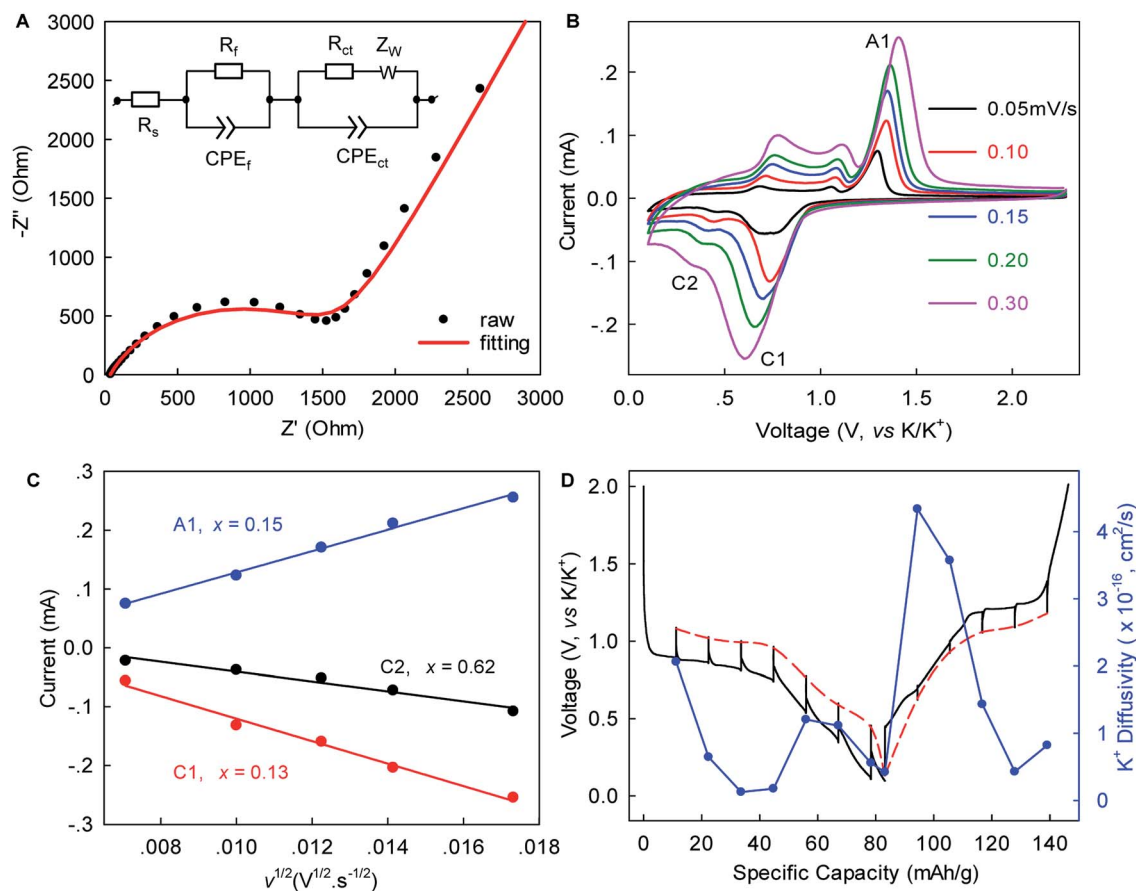 A
3000
2500
2000
1500
1000
500
0
-Z'' (Ohm)
R_f
R_ct
Z_W
W
R_s
CPE_f
CPE_ct
raw
fitting
0 500 1000 1500 2000 2500 3000
Z' (Ohm)
B
.2
.1
0.0
-.1
-.2
Current (mA)
A1
C2
C1
0.05mV/s
0.10
0.15
0.20
0.30
0.0 .5 1.0 1.5 2.0
Voltage (V, vs K/K⁺)
C
.3
.2
.1
0.0
-.1
-.2
-.3
Current (mA)
A1, x = 0.15
C2, x = 0.62
C1, x = 0.13
.008 .010 .012 .014 .016 .018
v^1/2(V^1/2.s^-1/2)
D
2.0
1.5
1.0
0.5
0.0
Voltage (V, vs K/K⁺)
4
3
2
1
0
K⁺ Diffusivity ( x 10⁻¹⁶, cm²/s)
0 20 40 60 80 100 120 140
Specific Capacity (mAh/g)